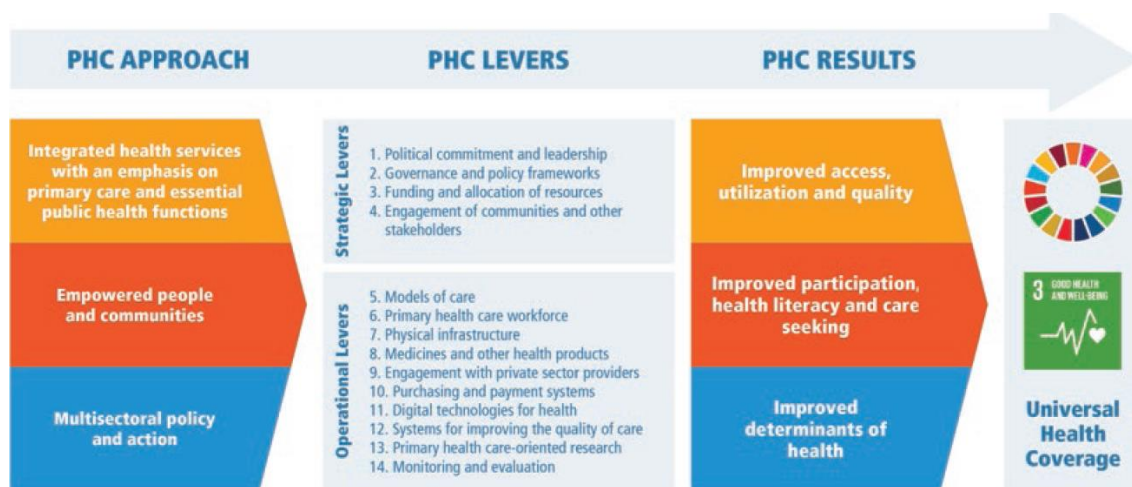 PHC APPROACH
PHC LEVERS
PHC RESULTS
Integrated health services
with an emphasis on
primary care and essential
public health functions
Empowered people
and communities
Multisectoral policy
and action
Strategic Levers
1. Political commitment and leadership
2. Governance and policy frameworks
3. Funding and allocation of resources
4. Engagement of communities and other
stakeholders
Operational Levers
5. Models of care
6. Primary health care workforce
7. Physical infrastructure
8. Medicines and other health products
9. Engagement with private sector providers
10. Purchasing and payment systems
11. Digital technologies for health
12. Systems for improving the quality of care
13. Primary health care-oriented research
14. Monitoring and evaluation
Improved access,
utilization and quality
Improved participation,
health literacy and care
seeking
Improved
determinants of
health
3 GOOD HEALTH
AND WELL-BEING
Universal
Health
Coverage